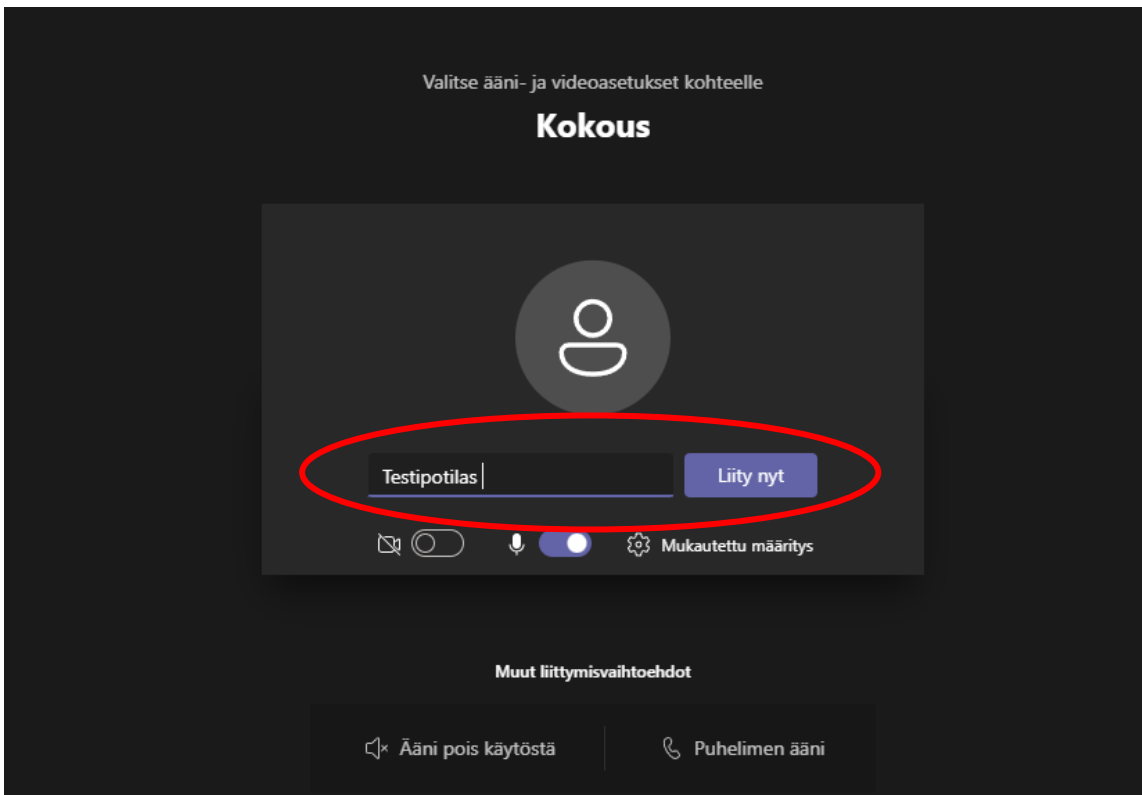 Valitse ääni- ja videoasetukset kohteelle
Kokous
Testipotilas
Liity nyt
Mukautettu määritys
Muut liittymisvaihtoehdot
Ääni pois käytöstä
Puhelimen ääni